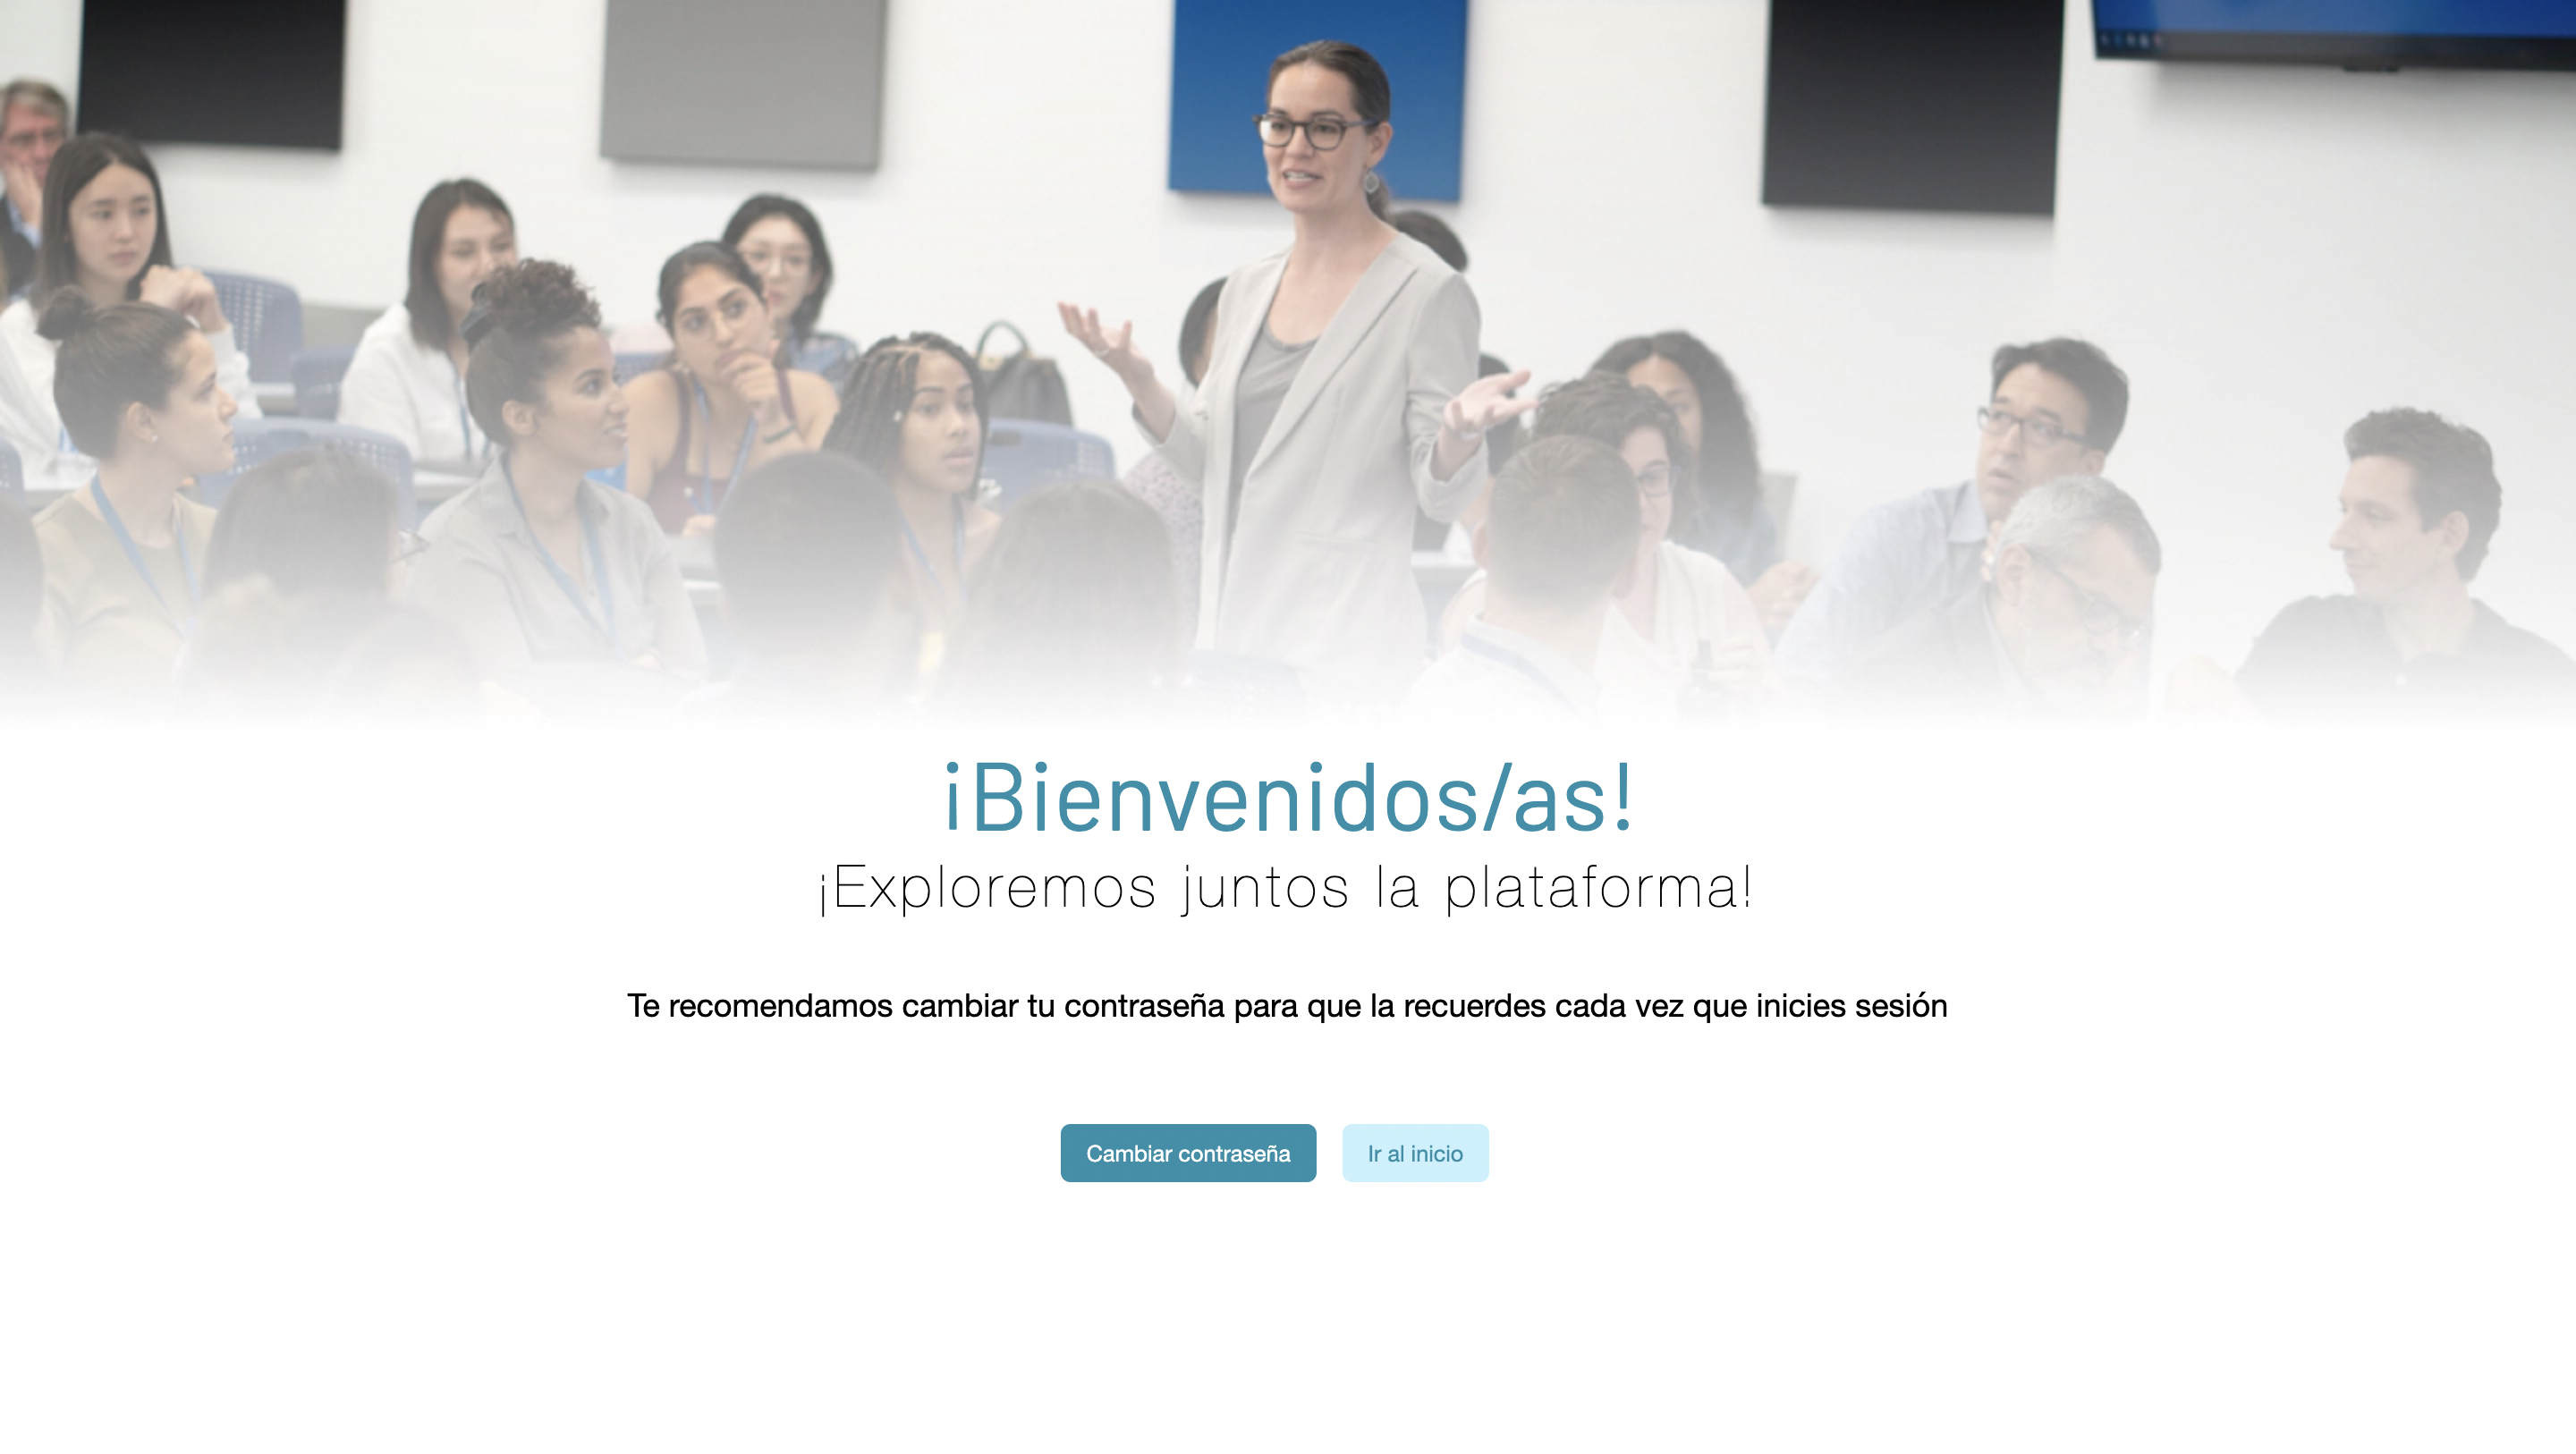 ¡Bienvenidos/as!
¡Exploremos juntos la plataforma!
Te recomendamos cambiar tu contraseña para que la recuerdes cada vez que inicies sesión
Cambiar contraseña
Ir al inicio